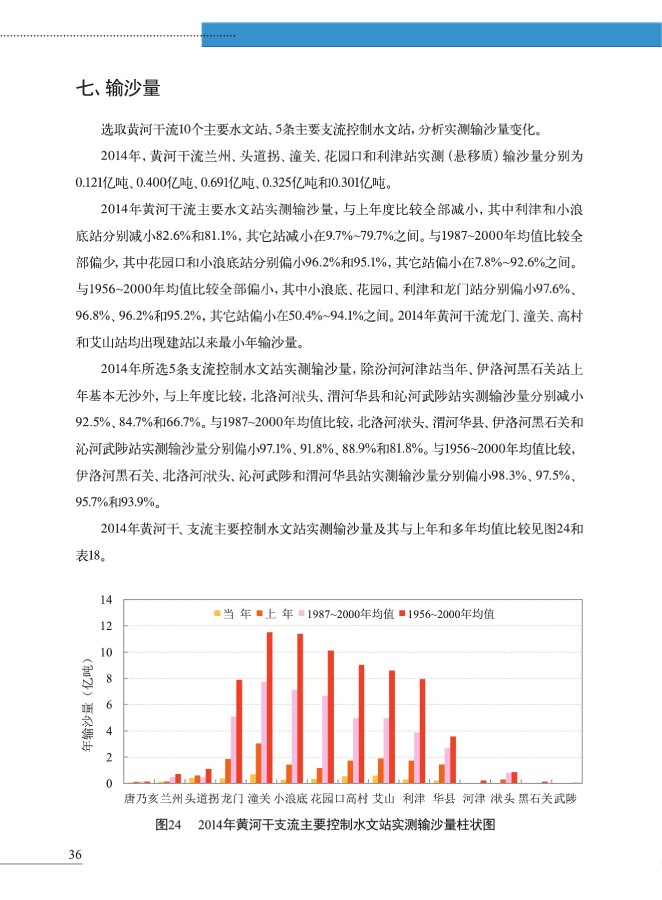 七、输沙量
选取黄河干流10个主要水文站、5条主要支流控制水文站，分析实测输沙量变化。
2014年，黄河干流兰州、头道拐、潼关、花园口和利津站实测（悬移质）输沙量分别为
0.121亿吨、0.400亿吨、0.691亿吨、0.325亿吨和0.301亿吨。
2014年黄河干流主要水文站实测输沙量，与上年度比较全部减小，其中利津和小浪
底站分别减小82.6%和81.1%，其它站减小在9.7%~79.7%之间。与1987~2000年均值比较全
部偏少，其中花园口和小浪底站分别偏小96.2%和95.1%，其它站偏小在7.8%~92.6%之间。
与1956~2000年均值比较全部偏小，其中小浪底、花园口、利津和龙门站分别偏小97.6%、
96.8%、96.2%和95.2%，其它站偏小在50.4%~94.1%之间。2014年黄河干流龙门、潼关、高村
和艾山站均出现建站以来最小年输沙量。
2014年所选5条支流控制水文站实测输沙量，除汾河河津站当年、伊洛河黑石关站上
年基本无沙外，与上年度比较，北洛河洑头、渭河华县和沁河武陟站实测输沙量分别减小
92.5%、84.7%和66.7%。与1987~2000年均值比较，北洛河洑头、渭河华县、伊洛河黑石关和
沁河武陟站实测输沙量分别偏小97.1%、91.8%、88.9%和81.8%。与1956~2000年均值比较，
伊洛河黑石关、北洛河洑头、沁河武陟和渭河华县站实测输沙量分别偏小98.3%、97.5%、
95.7%和93.9%。
2014年黄河干、支流主要控制水文站实测输沙量及其与上年和多年均值比较见图24和
表18。
14
当 年 上 年 1987~2000年均值 1956~2000年均值
12
10
8
6
4
2
0
年输沙量（亿吨）
唐乃亥 兰州 头道拐 龙门 潼关 小浪底 花园口 高村 艾山 利津 华县 河津 洑头 黑石关 武陟
图24 2014年黄河干支流主要控制水文站实测输沙量柱状图
36